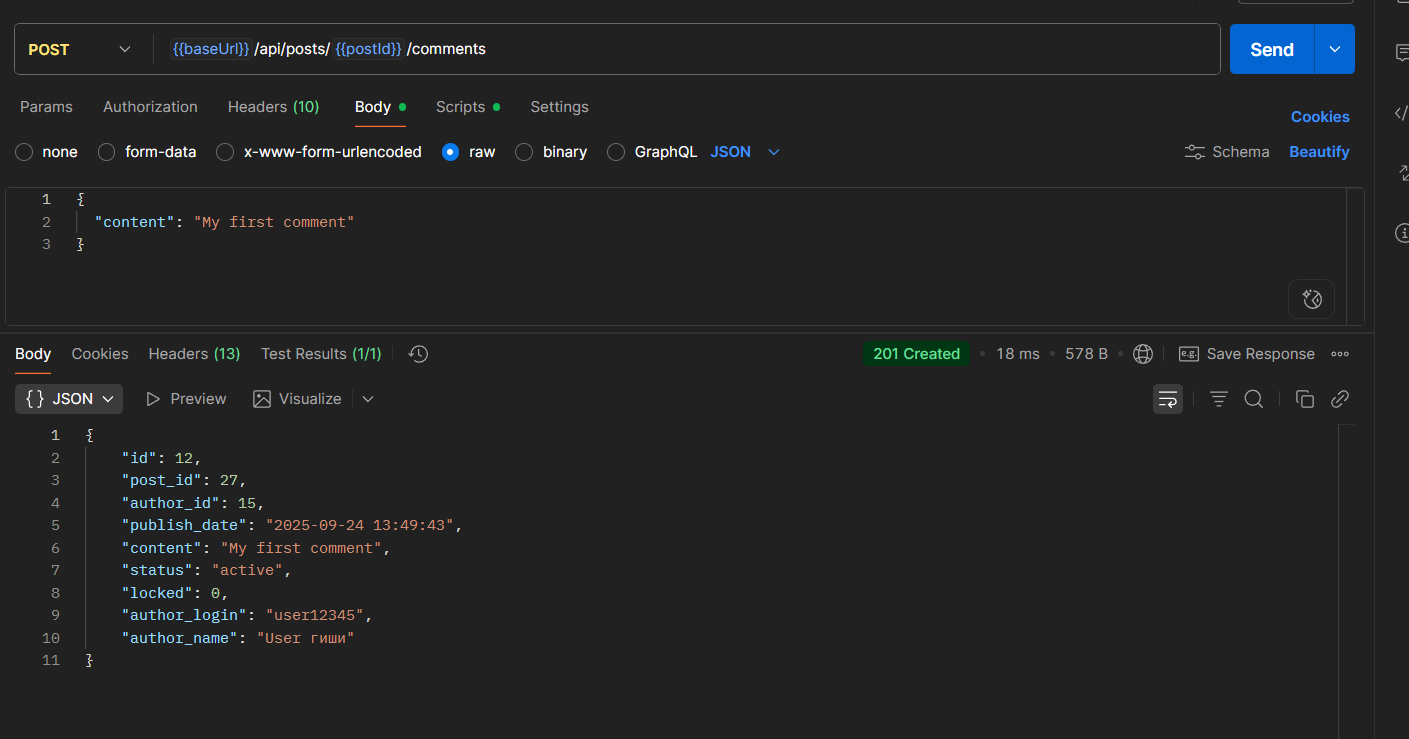 POST {{baseUrl}} /api/posts/ {{postId}} /comments Send
Params Authorization Headers (10) Body Scripts Settings Cookies
none form-data x-www-form-urlencoded raw binary GraphQL JSON Schema Beautify
1 {
2 "content": "My first comment"
3 }
Body Cookies Headers (13) Test Results (1/1) 201 Created 18 ms 578 B e.g. Save Response
{} JSON Preview Visualize
1 {
2 "id": 12,
3 "post_id": 27,
4 "author_id": 15,
5 "publish_date": "2025-09-24 13:49:43",
6 "content": "My first comment",
7 "status": "active",
8 "locked": 0,
9 "author_login": "user12345",
10 "author_name": "User гиши"
11 }